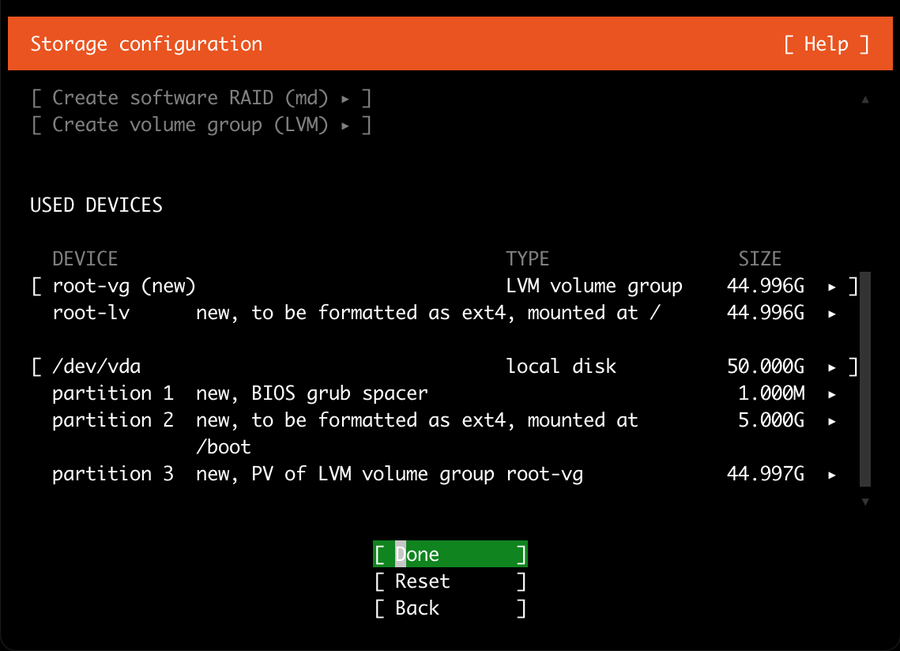 Storage configuration [ Help ]
[ Create software RAID (md) ▸ ]
[ Create volume group (LVM) ▸ ]
USED DEVICES
DEVICE TYPE SIZE
[ root-vg (new) LVM volume group 44.996G ▸ ]
root-lv new, to be formatted as ext4, mounted at / 44.996G ▸
[ /dev/vda local disk 50.000G ▸ ]
partition 1 new, BIOS grub spacer 1.000M ▸
partition 2 new, to be formatted as ext4, mounted at 5.000G ▸
/boot
partition 3 new, PV of LVM volume group root-vg 44.997G ▸
[ Done ]
[ Reset ]
[ Back ]